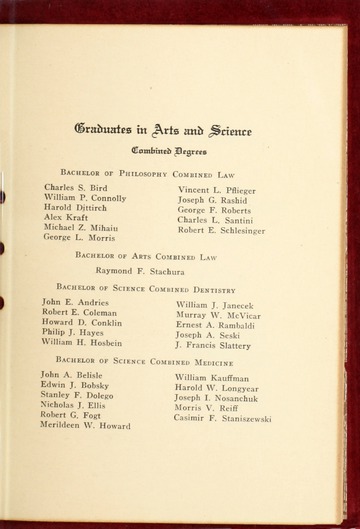 Graduates in Arts and Science
Combined Degrees
Bachelor of Philosophy Combined Law
Charles S. Bird
William P. Connolly
Harold Dittirch
Alex Kraft
Michael Z. Mihaiu
George L. Morris
Vincent L. Pflieger
Joseph G. Rashid
George F. Roberts
Charles L. Santini
Robert E. Schlesinger
Bachelor of Arts Combined Law
Raymond F. Stachura
Bachelor of Science Combined Dentistry
John E. Andries
Robert E. Coleman
Howard D. Conklin
Philip J. Hayes
William H. Hosbein
William J. Janecek
Murray W. McVicar
Ernest A. Rambaldi
Joseph A. Seski
J. Francis Slattery
Bachelor of Science Combined Medicine
John A. Belisle
Edwin J. Bobsky
Stanley F. Dolego
Nicholas J. Ellis
Robert G. Fogt
Merildeen W. Howard
William Kauffman
Harold W. Longyear
Joseph I. Nosanchuk
Morris V. Reiff
Casimir F. Staniszewski